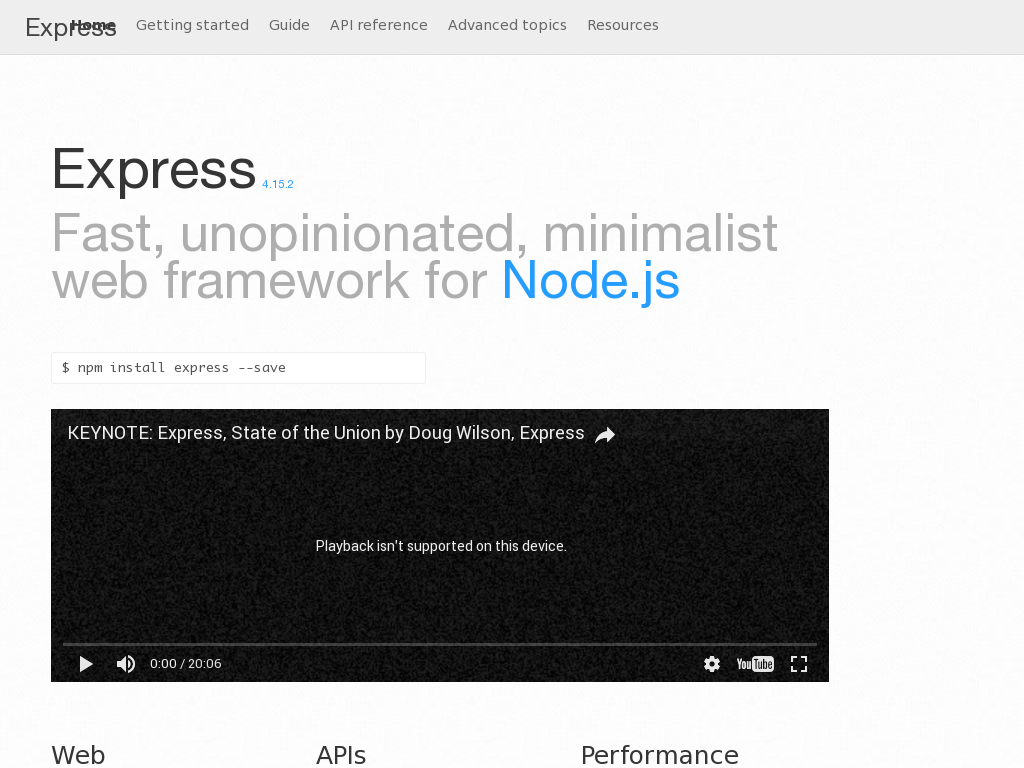 Express Home Getting started Guide API reference Advanced topics Resources
Express 4.15.2
Fast, unopinionated, minimalist
web framework for Node.js
$ npm install express --save
KEYNOTE: Express, State of the Union by Doug Wilson, Express
Playback isn't supported on this device.
0:00 / 20:06 YouTube
Web APIs Performance